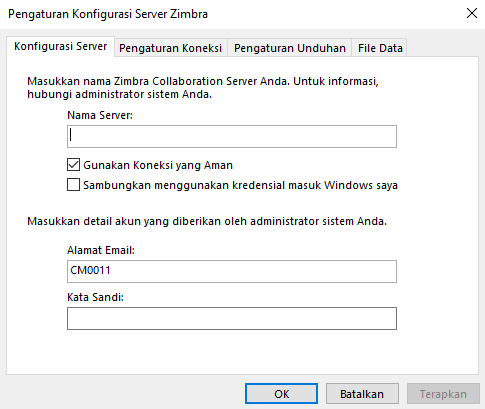 Pengaturan Konfigurasi Server Zimbra
Konfigurasi Server
Pengaturan Koneksi
Pengaturan Unduhan
File Data
Masukkan nama Zimbra Collaboration Server Anda. Untuk informasi,
hubungi administrator sistem Anda.
Nama Server:
Gunakan Koneksi yang Aman
Sambungkan menggunakan kredensial masuk Windows saya
Masukkan detail akun yang diberikan oleh administrator sistem Anda.
Alamat Email:
CM0011
Kata Sandi:
OK
Batalkan
Terapkan